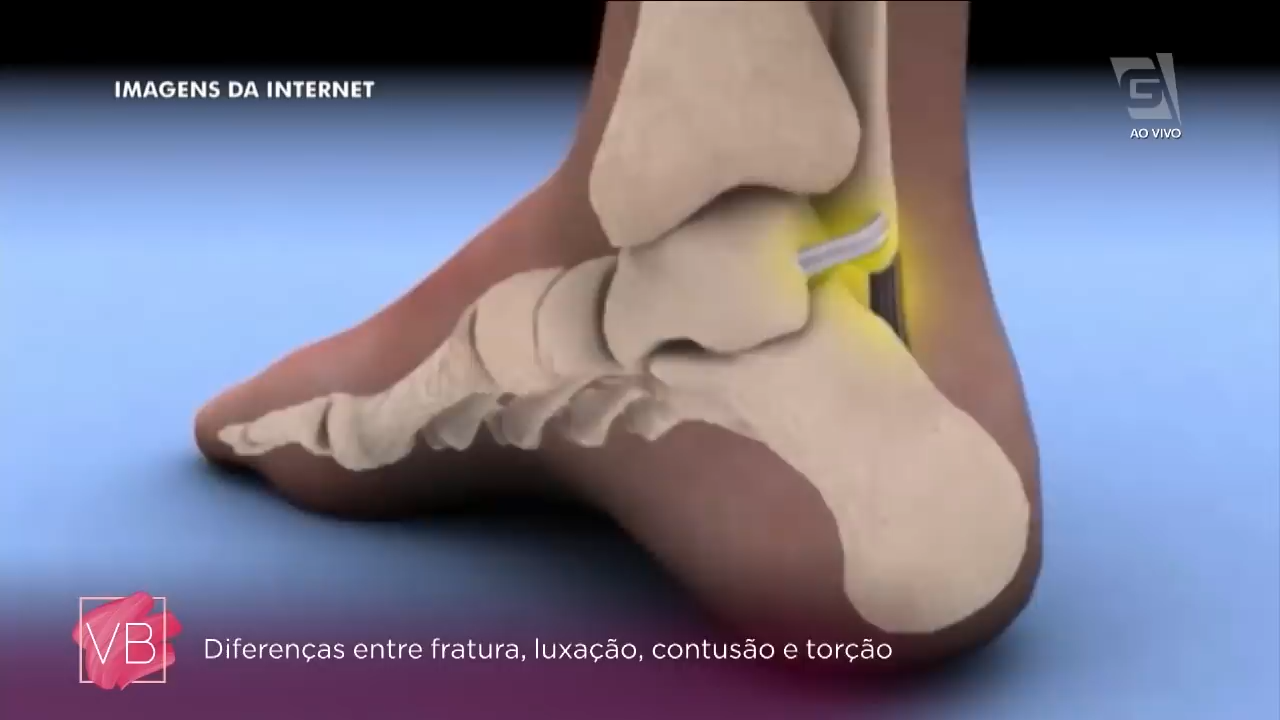 IMAGENS DA INTERNET
AO VIVO
VB
Diferenças entre fratura, luxação, contusão e torção